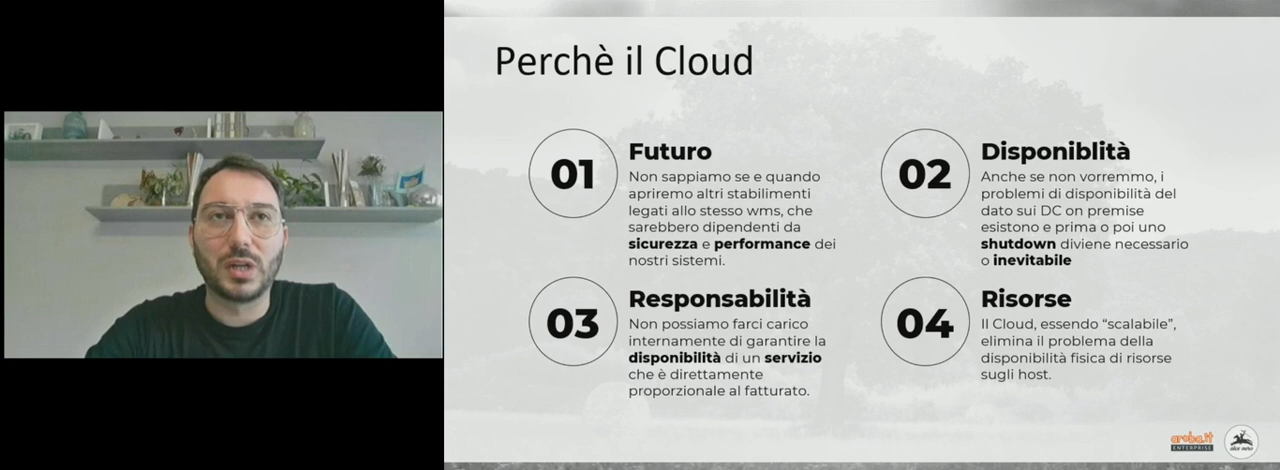 Perchè il Cloud
01
Futuro
Non sappiamo se e quando
apriremo altri stabilimenti
legati allo stesso wms, che
sarebbero dipendenti da
sicurezza e performance dei
nostri sistemi.
02
Disponiblità
Anche se non vorremmo, i
problemi di disponibilità del
dato sui DC on premise
esistono e prima o poi uno
shutdown diviene necessario
o inevitabile
03
Responsabilità
Non possiamo farci carico
internamente di garantire la
disponibilità di un servizio
che è direttamente
proporzionale al fatturato.
04
Risorse
Il Cloud, essendo “scalabile”,
elimina il problema della
disponibilità fisica di risorse
sugli host.
aruba.it
ENTERPRISE
alce nero